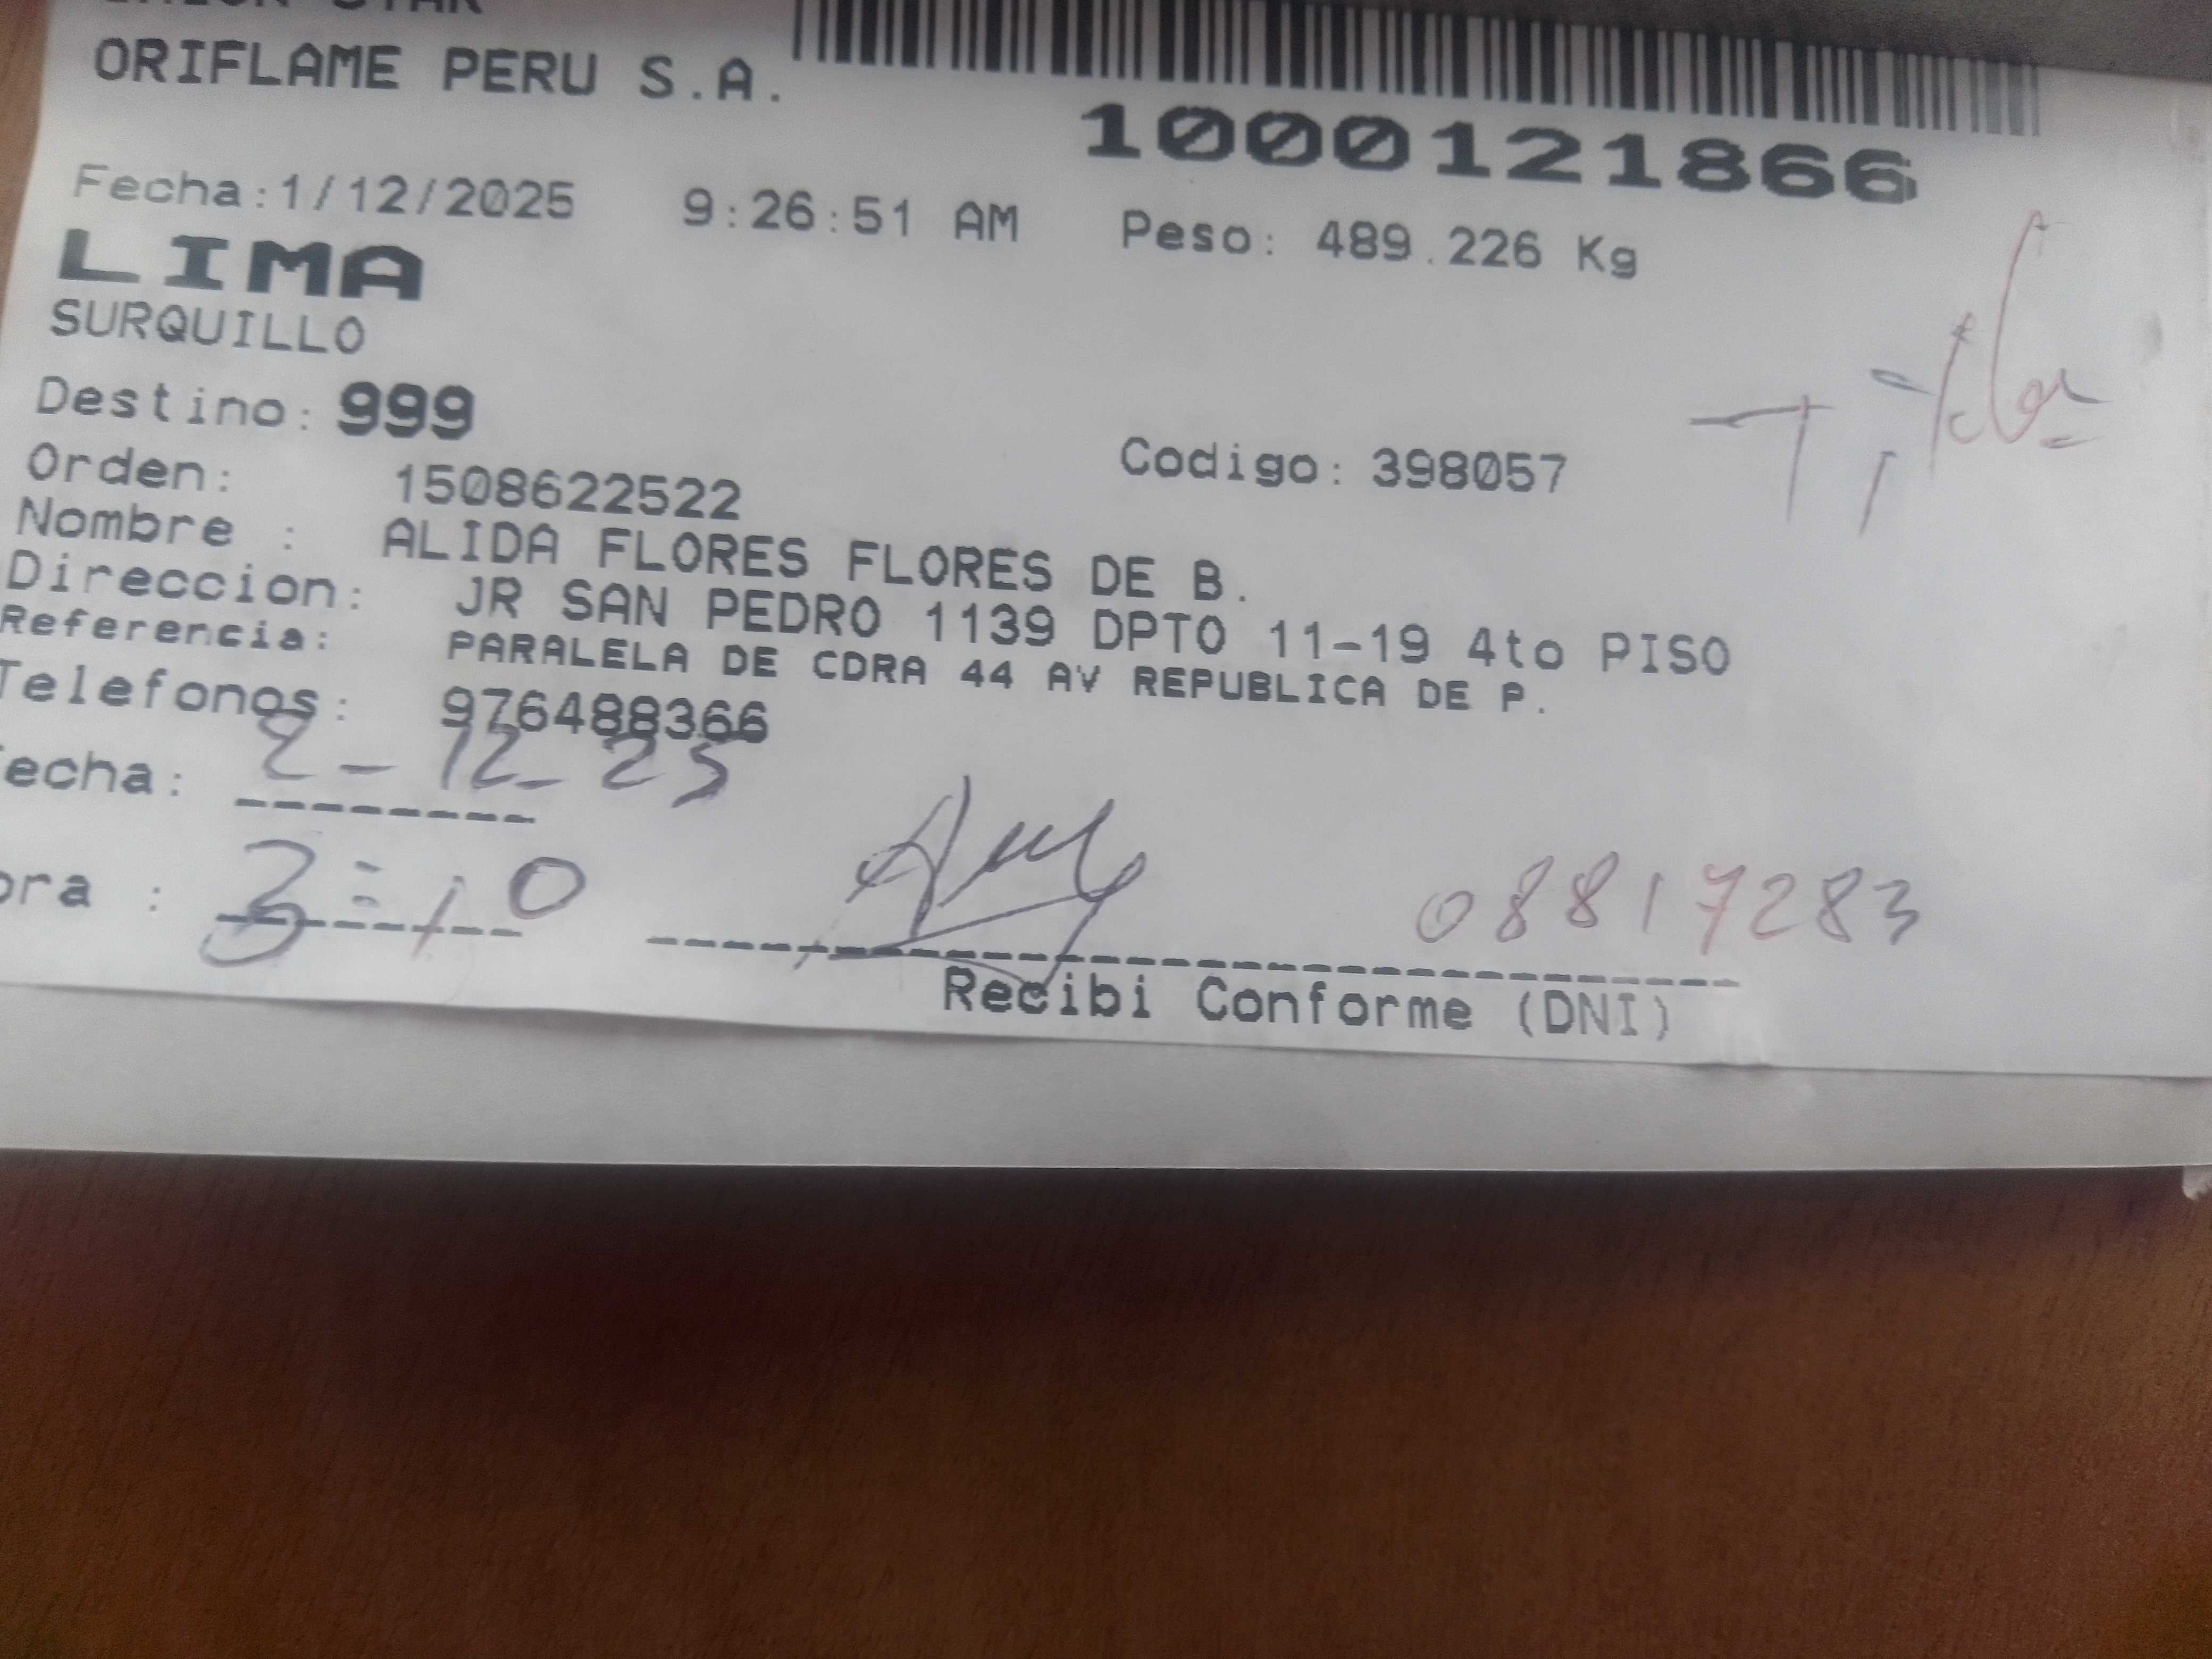 ORIFLAME PERU S.A.
1000121866
Fecha:1/12/2025 9:26:51 AM Peso: 489.226 Kg
LIMA
SURQUILLO
Destino: 999
Orden: 1508622522 Codigo: 398057
Nombre : ALIDA FLORES FLORES DE B.
Direccion: JR SAN PEDRO 1139 DPTO 11-19 4to PISO
Referencia: PARALELA DE CDRA 44 AV REPUBLICA DE P.
Telefonos: 976488366
echa: 2-12-25
ora : 3:10 08817283
Recibi Conforme (DNI)